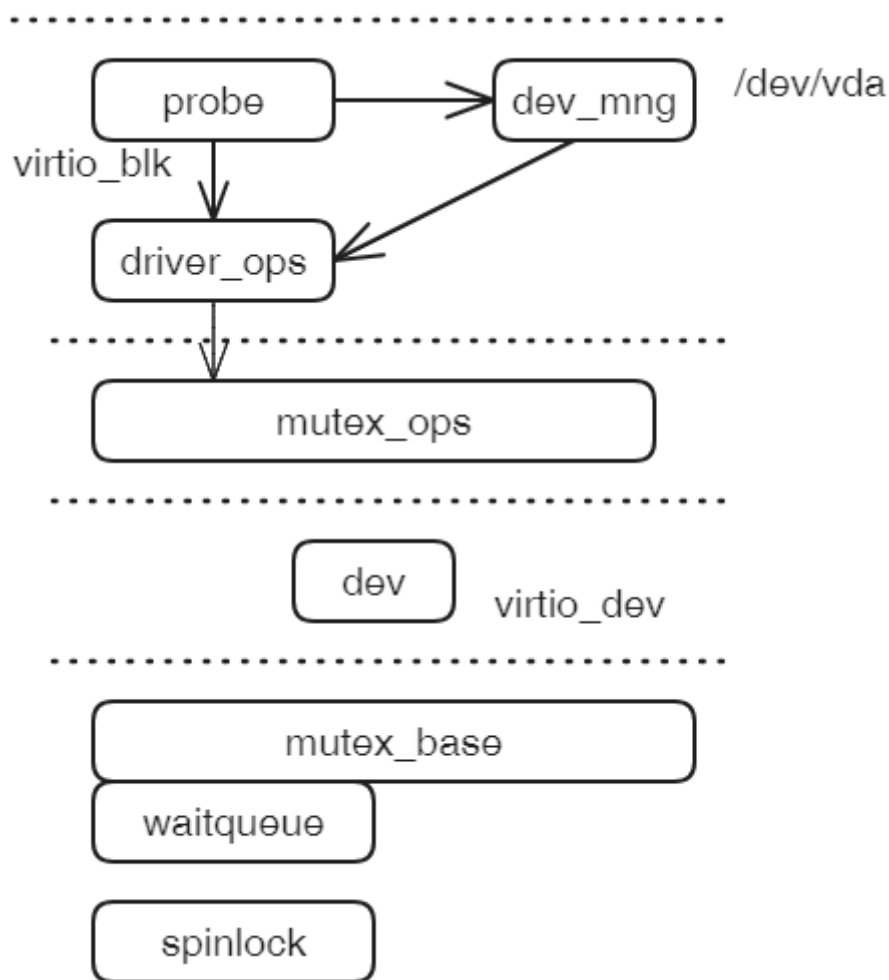 probe
dev_mng
/dev/vda
virtio_blk
driver_ops
mutex_ops
dev
virtio_dev
mutex_base
waitqueue
spinlock